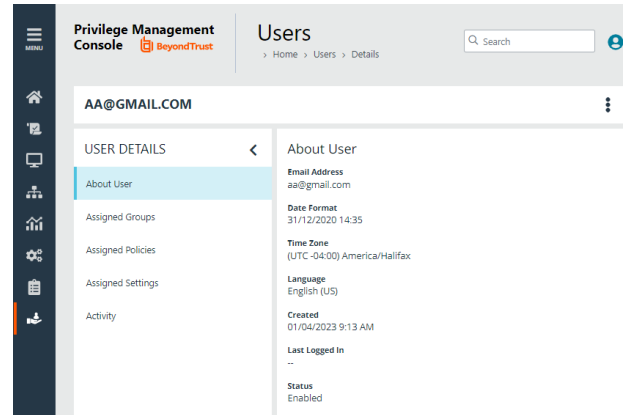 MENU
Privilege Management
Console BeyondTrust
Users
› Home › Users › Details
Search
AA@GMAIL.COM
USER DETAILS
About User
Assigned Groups
Assigned Policies
Assigned Settings
Activity
About User
Email Address
aa@gmail.com
Date Format
31/12/2020 14:35
Time Zone
(UTC -04:00) America/Halifax
Language
English (US)
Created
01/04/2023 9:13 AM
Last Logged In
--
Status
Enabled